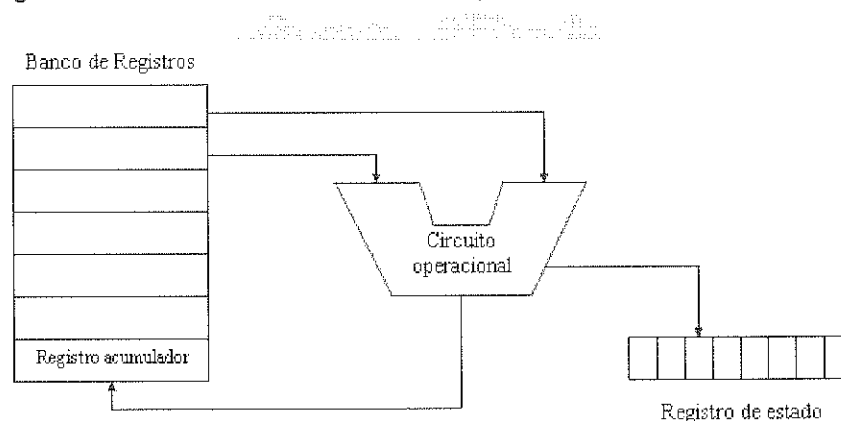 Banco de Registros
Circuito
operacional
Registro acumulador
Registro de estado